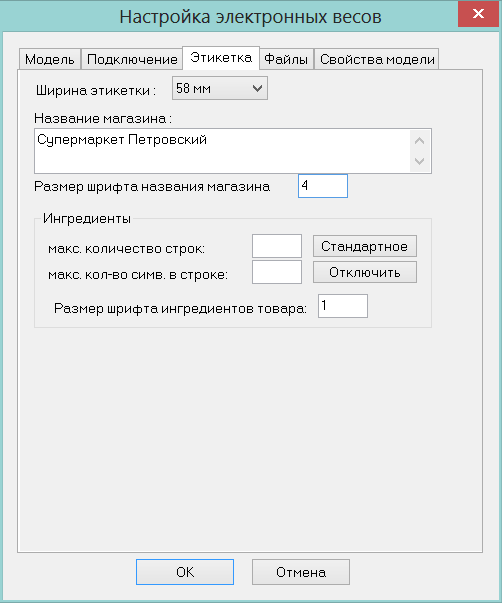 Настройка электронных весов
Модель Подключение Этикетка Файлы Свойства модели
Ширина этикетки : 58 мм
Название магазина :
Супермаркет Петровский
Размер шрифта названия магазина 4
Ингредиенты
макс. количество строк: Стандартное
макс. кол-во симв. в строке: Отключить
Размер шрифта ингредиентов товара: 1
OK Отмена